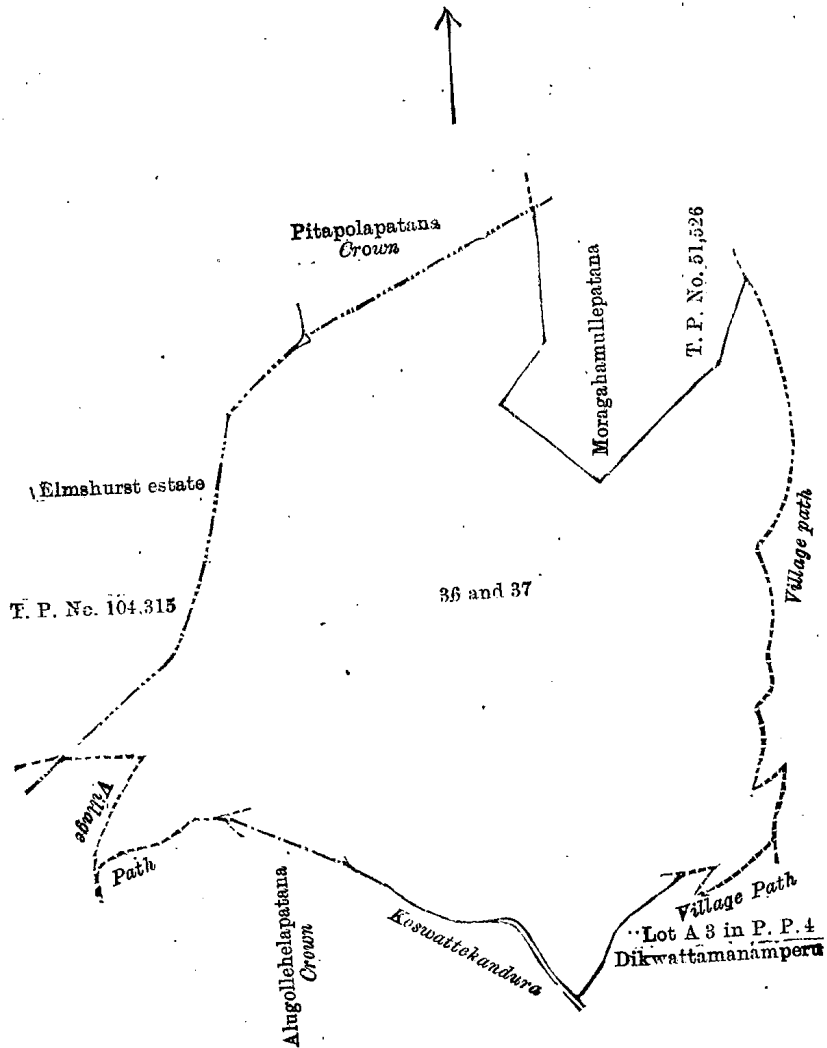 Pitapolapatana
Crown
Moragahamullepatana
T. P. No. 51,526
Elmshurst estate
T. P. No. 104,315
36 and 37
Village path
Village
Path
Alugollehelapatana
Crown
Koswattekandura
Village Path
Lot A 3 in P. P. 4
Dikwattamanamperu